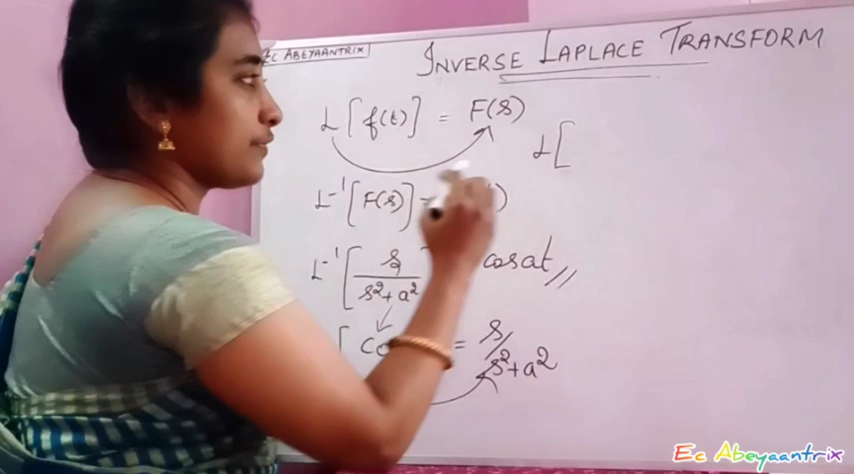 EC ABEYAANTRIX
INVERSE LAPLACE TRANSFORM
L [f(t)] = F(s)
L [
L⁻¹ [F(s)] =
L⁻¹ [ s / s²+a² cosat //
[ = s / s²+a²
Ec Abeyaantrix